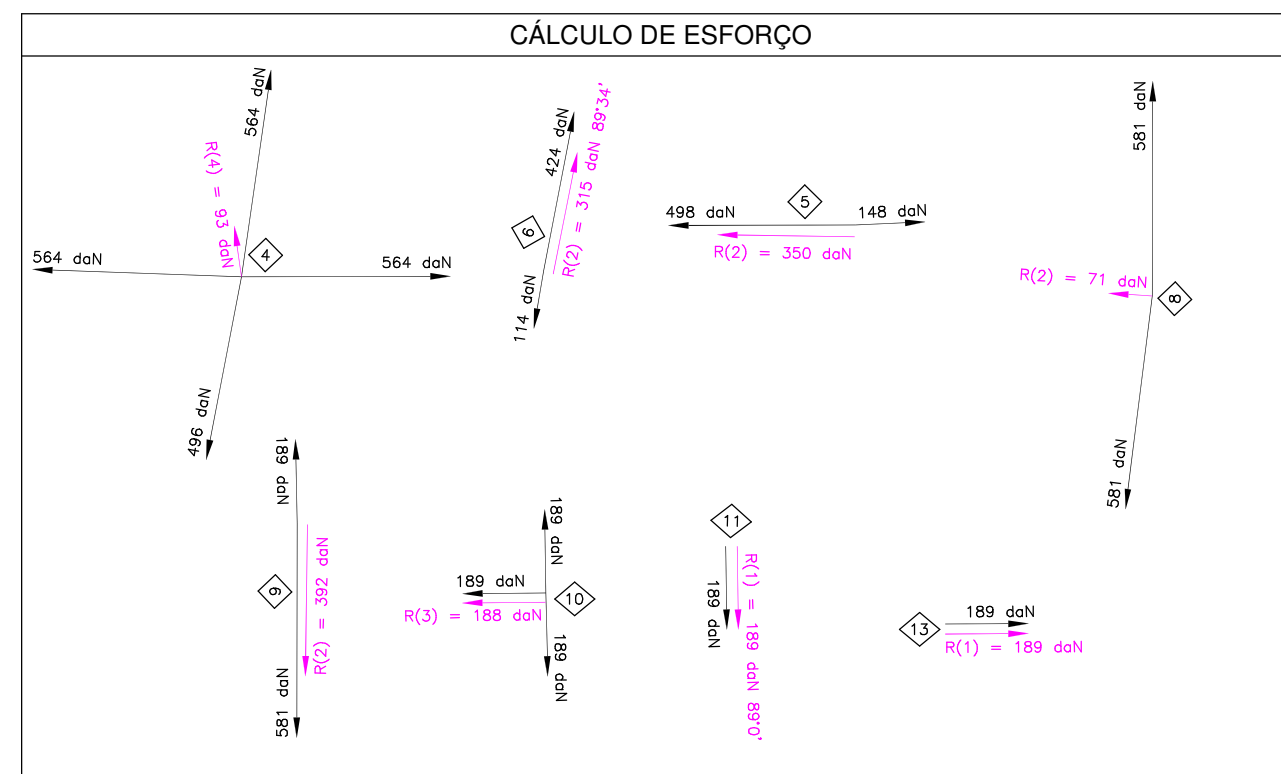 CÁLCULO DE ESFORÇO
564 daN
R(4) = 93 daN
4
564 daN
564 daN
496 daN
424 daN
R(2) = 315 daN 89°34'
6
114 daN
5
498 daN
148 daN
R(2) = 350 daN
581 daN
R(2) = 71 daN
8
581 daN
189 daN
9
R(2) = 392 daN
581 daN
189 daN
189 daN
10
R(3) = 188 daN
189 daN
11
189 daN
R(1) = 189 daN 89°0'
13
189 daN
R(1) = 189 daN